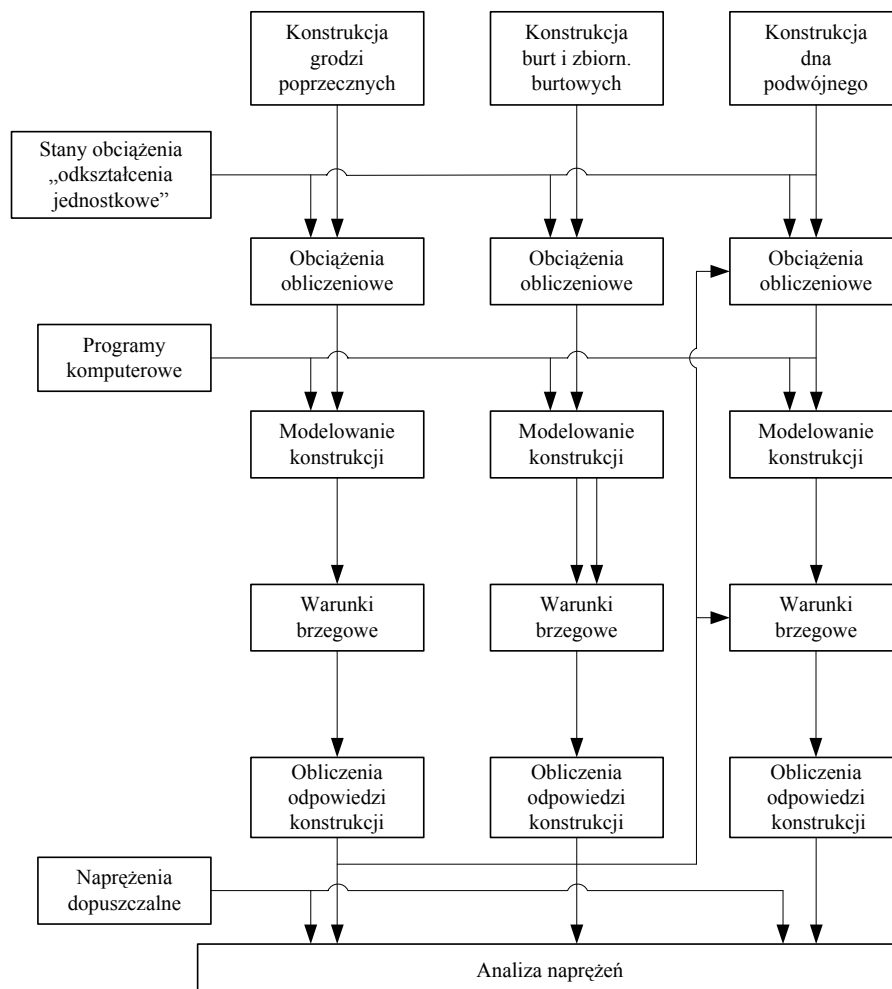 Konstrukcja
grodzi
poprzecznych
Konstrukcja
burt i zbiorn.
burtowych
Konstrukcja
dna
podwójnego
Stany obciążenia
„odkształcenia
jednostkowe”
Obciążenia
obliczeniowe
Obciążenia
obliczeniowe
Obciążenia
obliczeniowe
Programy
komputerowe
Modelowanie
konstrukcji
Modelowanie
konstrukcji
Modelowanie
konstrukcji
Warunki
brzegowe
Warunki
brzegowe
Warunki
brzegowe
Obliczenia
odpowiedzi
konstrukcji
Obliczenia
odpowiedzi
konstrukcji
Obliczenia
odpowiedzi
konstrukcji
Naprężenia
dopuszczalne
Analiza naprężeń